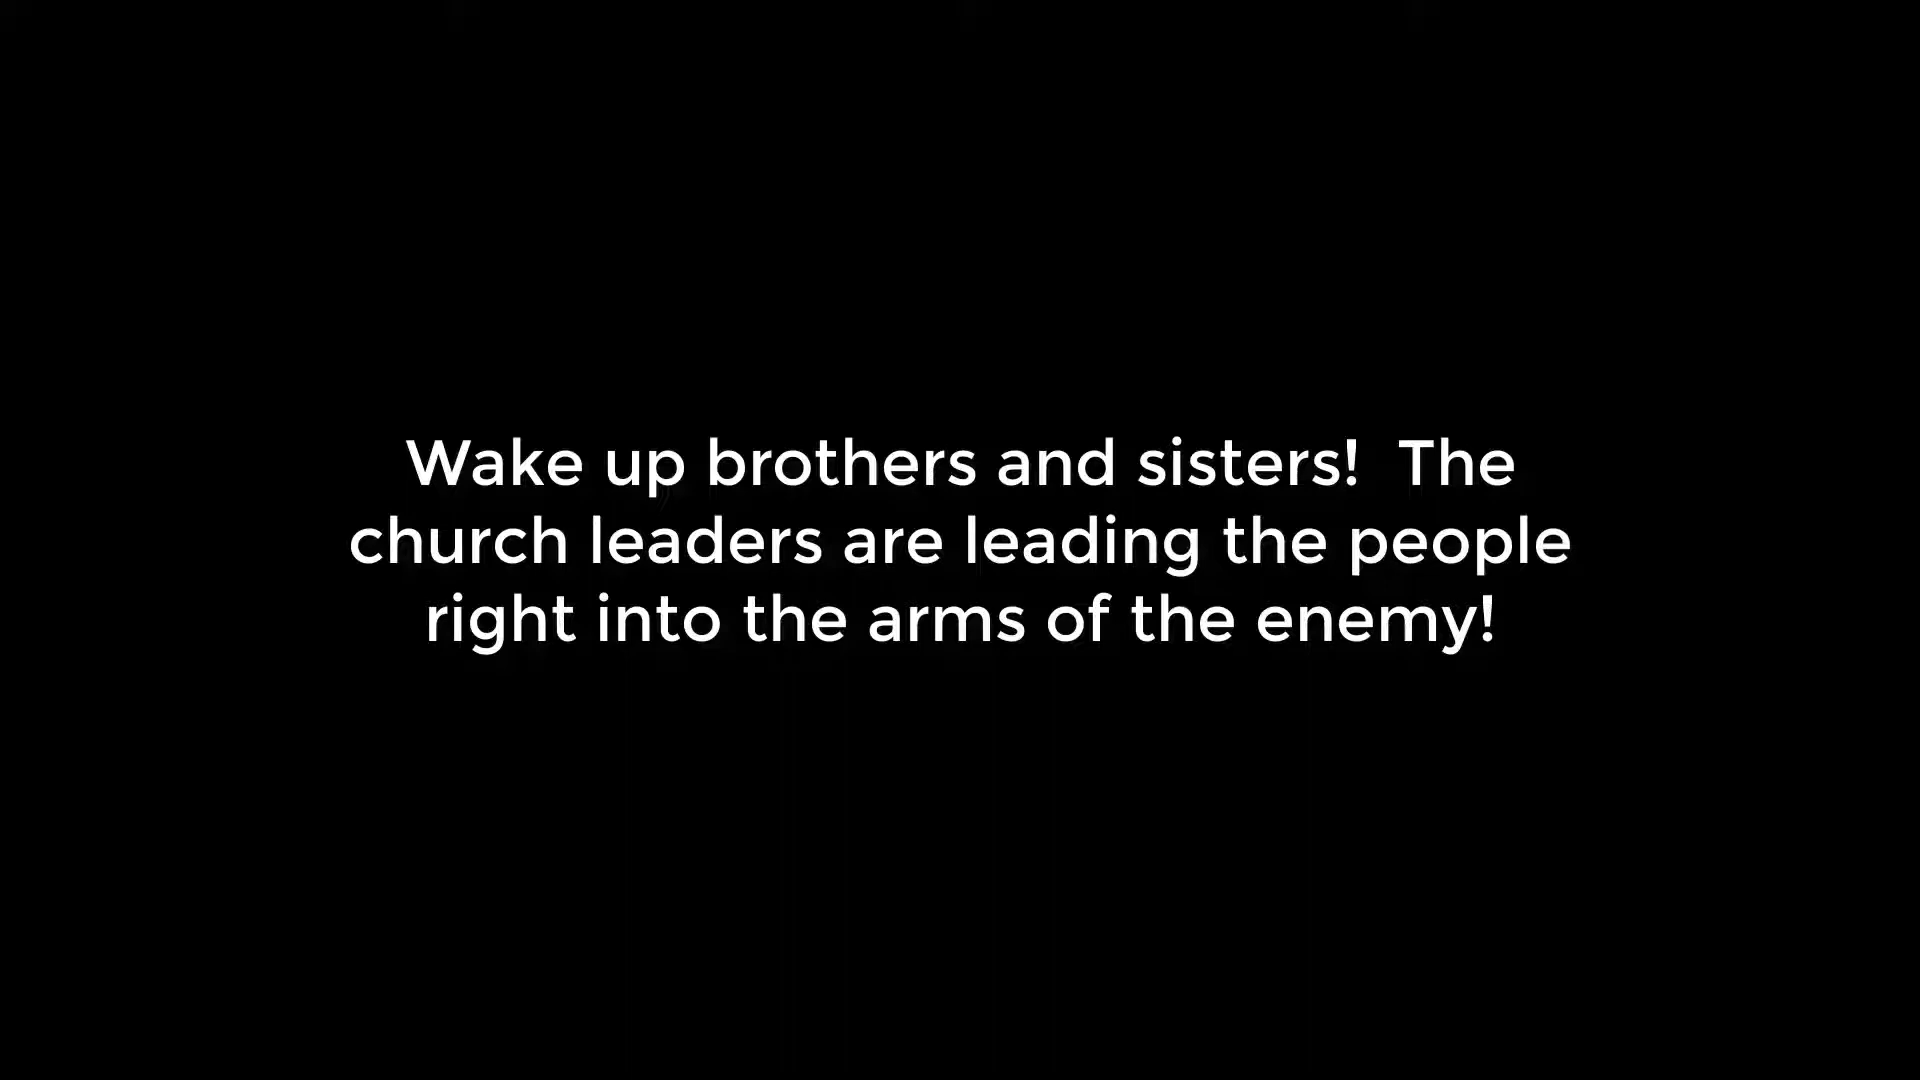 Wake up brothers and sisters!  The
church leaders are leading the people
right into the arms of the enemy!